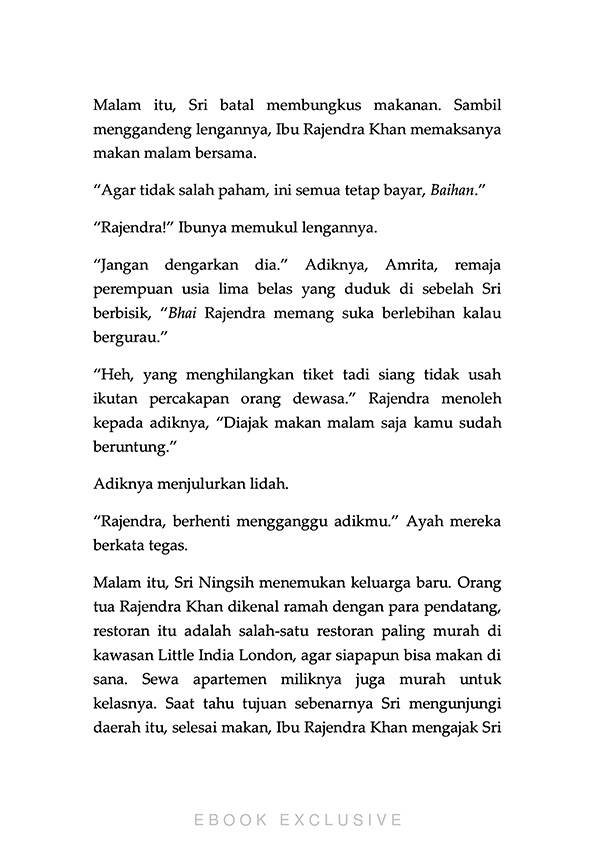 Malam itu, Sri batal membungkus makanan. Sambil
menggandeng lengannya, Ibu Rajendra Khan memaksanya
makan malam bersama.
“Agar tidak salah paham, ini semua tetap bayar, Baihan.”
“Rajendra!” Ibunya memukul lengannya.
“Jangan dengarkan dia.” Adiknya, Amrita, remaja
perempuan usia lima belas yang duduk di sebelah Sri
berbisik, “Bhai Rajendra memang suka berlebihan kalau
bergurau.”
“Heh, yang menghilangkan tiket tadi siang tidak usah
ikutan percakapan orang dewasa.” Rajendra menoleh
kepada adiknya, “Diajak makan malam saja kamu sudah
beruntung.”
Adiknya menjulurkan lidah.
“Rajendra, berhenti mengganggu adikmu.” Ayah mereka
berkata tegas.
Malam itu, Sri Ningsih menemukan keluarga baru. Orang
tua Rajendra Khan dikenal ramah dengan para pendatang,
restoran itu adalah salah-satu restoran paling murah di
kawasan Little India London, agar siapapun bisa makan di
sana. Sewa apartemen miliknya juga murah untuk
kelasnya. Saat tahu tujuan sebenarnya Sri mengunjungi
daerah itu, selesai makan, Ibu Rajendra Khan mengajak Sri
EBOOK EXCLUSIVE